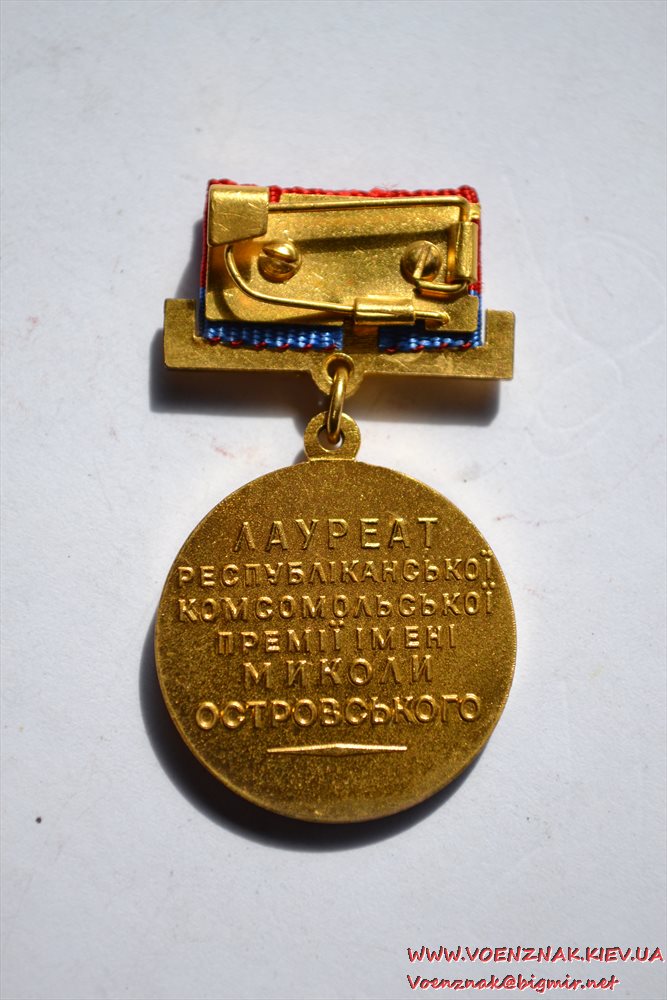 ЛАУРЕАТ
РЕСПУБЛІКАНСЬКОЇ
КОМСОМОЛЬСЬКОЇ
ПРЕМІЇ ІМЕНІ
МИКОЛИ
ОСТРОВСЬКОГО
WWW.VOENZNAK.KIEV.UA
Voenznak@bigmir.net